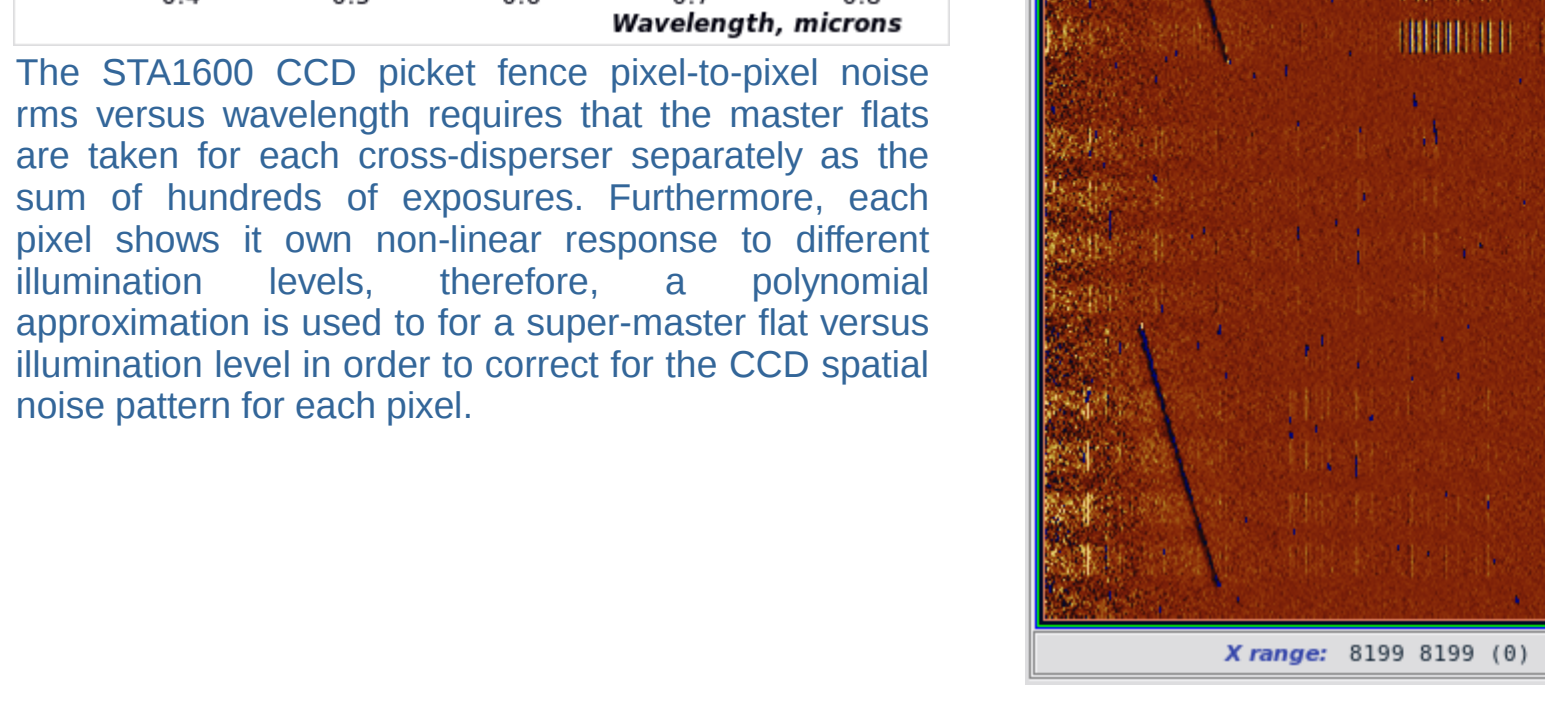 Wavelength, microns
The STA1600 CCD picket fence pixel-to-pixel noise
rms versus wavelength requires that the master flats
are taken for each cross-disperser separately as the
sum of hundreds of exposures. Furthermore, each
pixel shows it own non-linear response to different
illumination levels, therefore, a polynomial
approximation is used to for a super-master flat versus
illumination level in order to correct for the CCD spatial
noise pattern for each pixel.
X range: 8199 8199 (0)